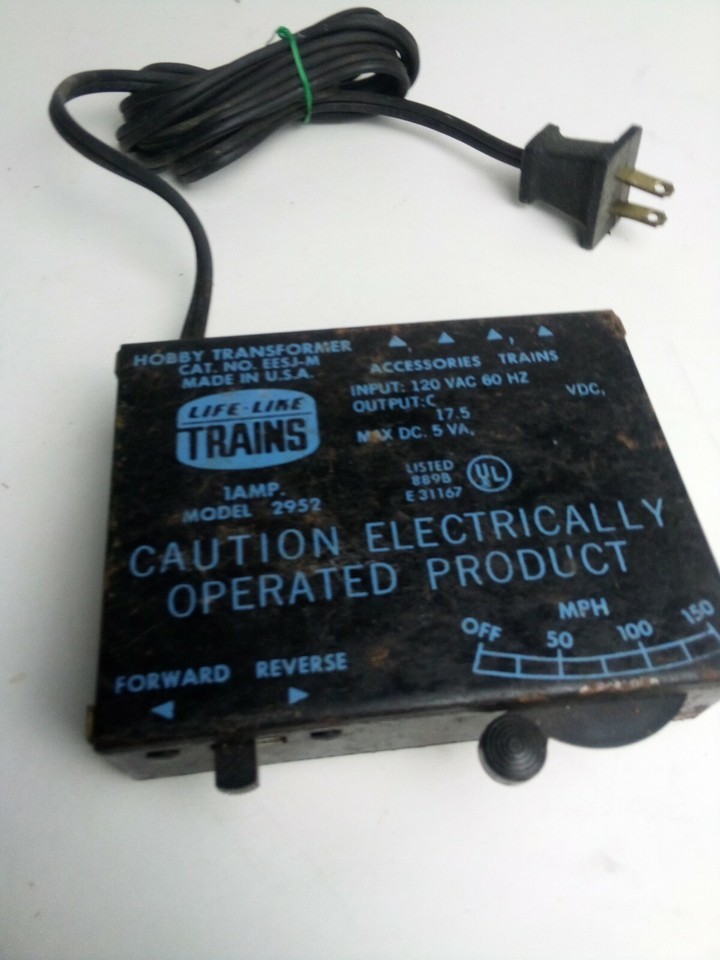 HOBBY TRANSFORMER
CAT. NO. EESJ-M
MADE IN U.S.A.
LIFE-LIKE
TRAINS
1AMP.
MODEL 2952
ACCESSORIES TRAINS
INPUT: 120 VAC 60 HZ
OUTPUT: VDC,
17.5
MAX DC. 5 VA,
LISTED
889B
E 31167
UL
CAUTION ELECTRICALLY
OPERATED PRODUCT
MPH
OFF 50 100 150
FORWARD REVERSE